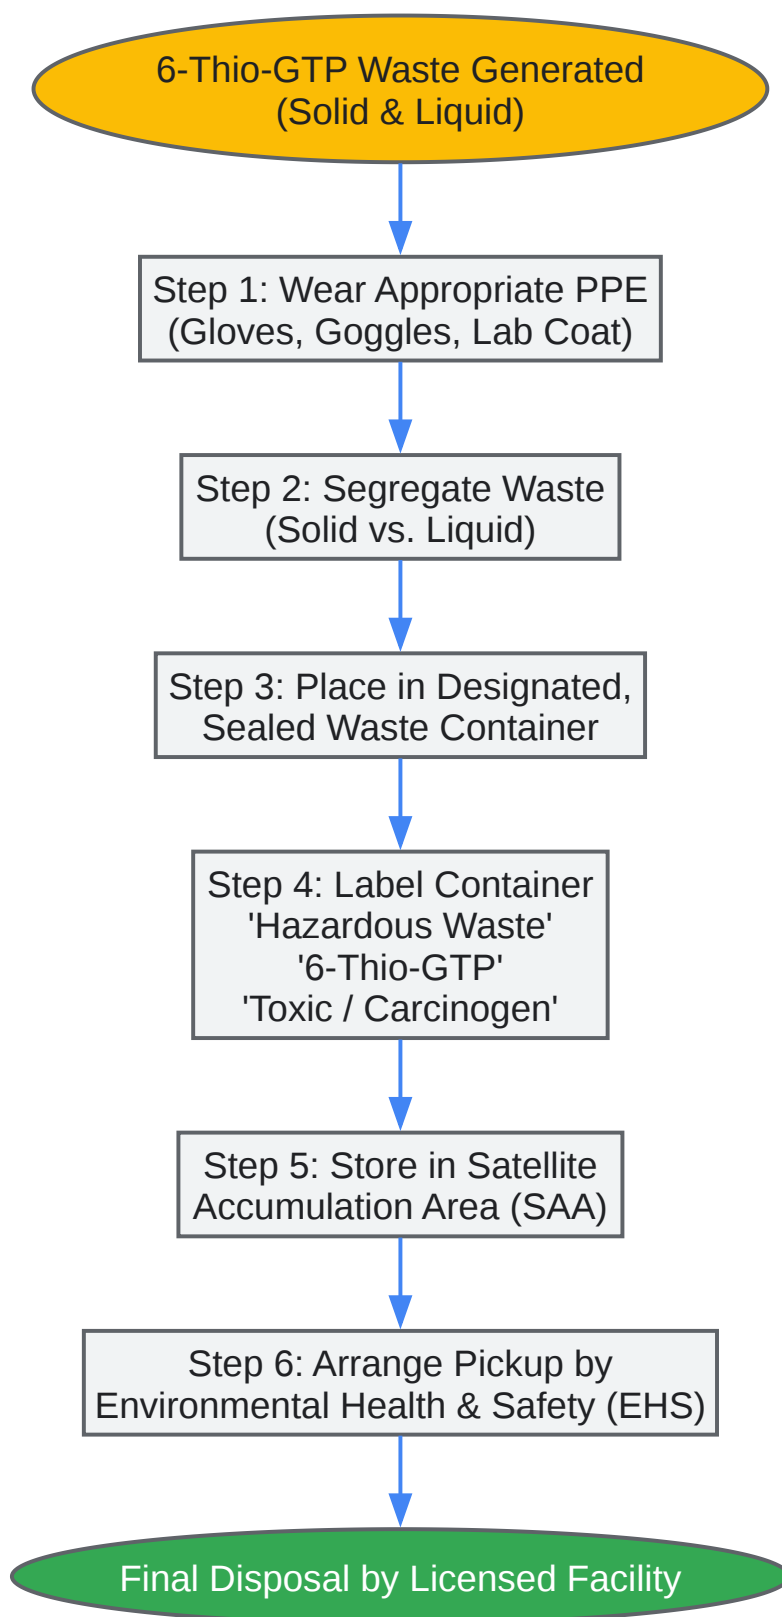 6-Thio-GTP Waste Generated
(Solid & Liquid)
Step 1: Wear Appropriate PPE
(Gloves, Goggles, Lab Coat)
Step 2: Segregate Waste
(Solid vs. Liquid)
Step 3: Place in Designated,
Sealed Waste Container
Step 4: Label Container
'Hazardous Waste'
'6-Thio-GTP'
'Toxic / Carcinogen'
Step 5: Store in Satellite
Accumulation Area (SAA)
Step 6: Arrange Pickup by
Environmental Health & Safety (EHS)
Final Disposal by Licensed Facility